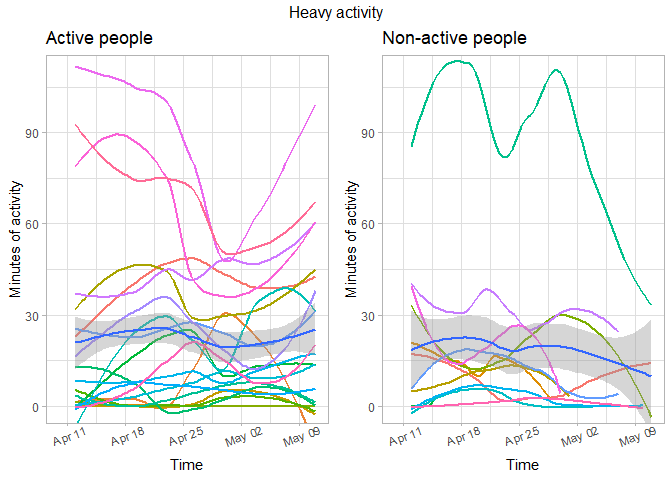 Heavy activity
Active people
Non-active people
Minutes of activity
90
60
30
0
Apr 11
Apr 18
Apr 25
May 02
May 09
Time
Minutes of activity
90
60
30
0
Apr 11
Apr 18
Apr 25
May 02
May 09
Time